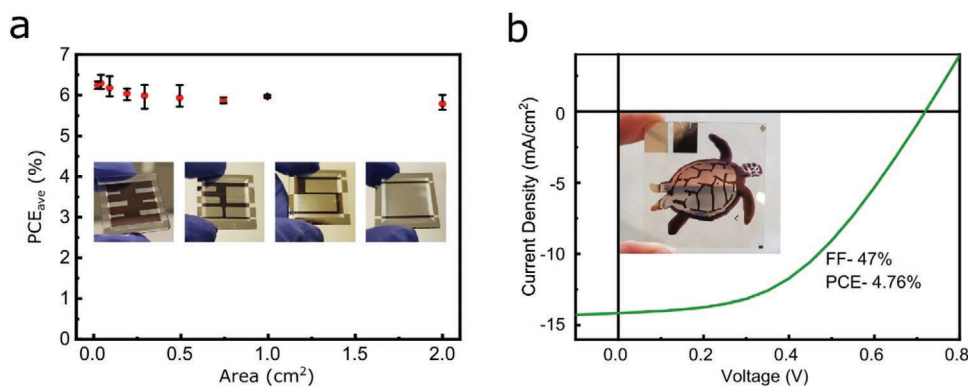 a
7
6
5
4
3
2
1
0
PCEave (%)
0.0 0.5 1.0 1.5 2.0
Area (cm²)
b
0
-5
-10
-15
Current Density (mA/cm²)
FF- 47%
PCE- 4.76%
0.0 0.2 0.4 0.6 0.8
Voltage (V)